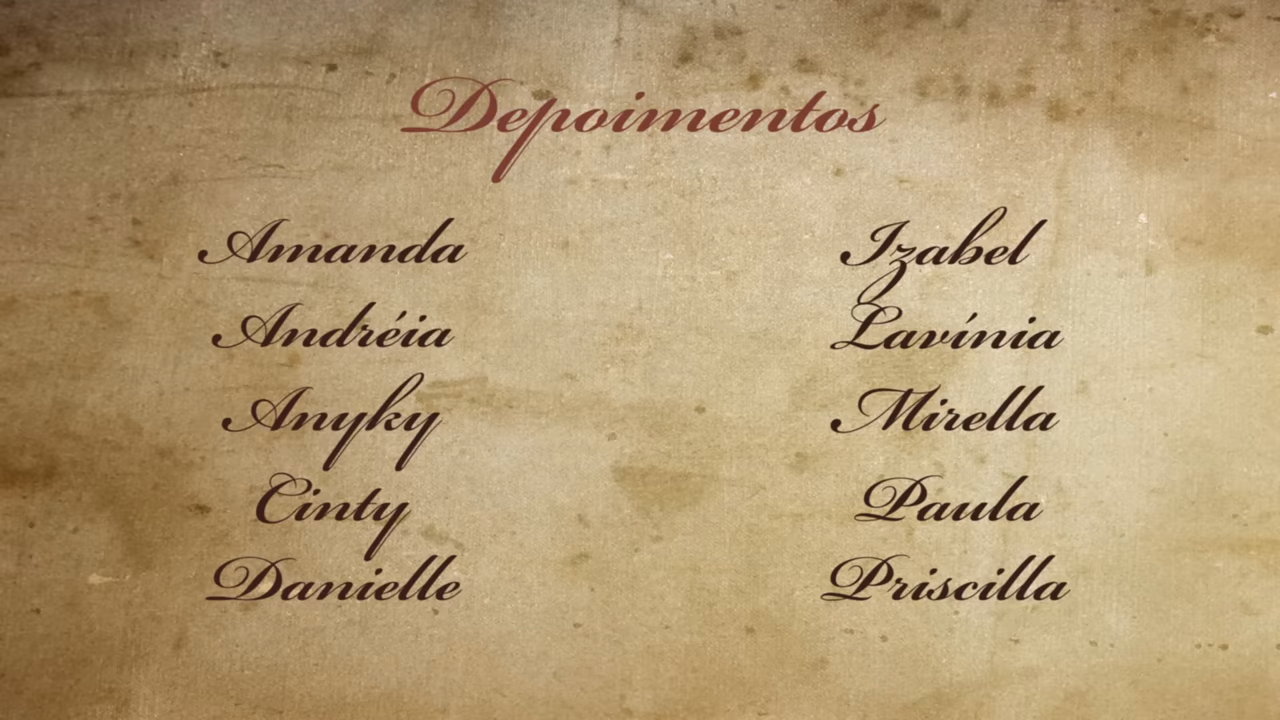 Depoimentos
Amanda
Andréia
Anyky
Cinty
Danielle
Izabel
Lavínia
Mirella
Paula
Priscilla